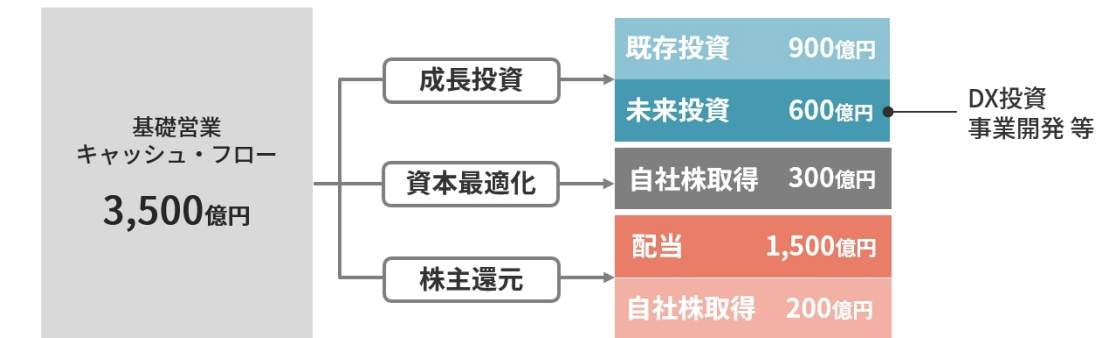 基礎営業
キャッシュ・フロー
3,500億円
成長投資
既存投資 900億円
未来投資 600億円
DX投資
事業開発 等
資本最適化
自社株取得 300億円
株主還元
配当 1,500億円
自社株取得 200億円